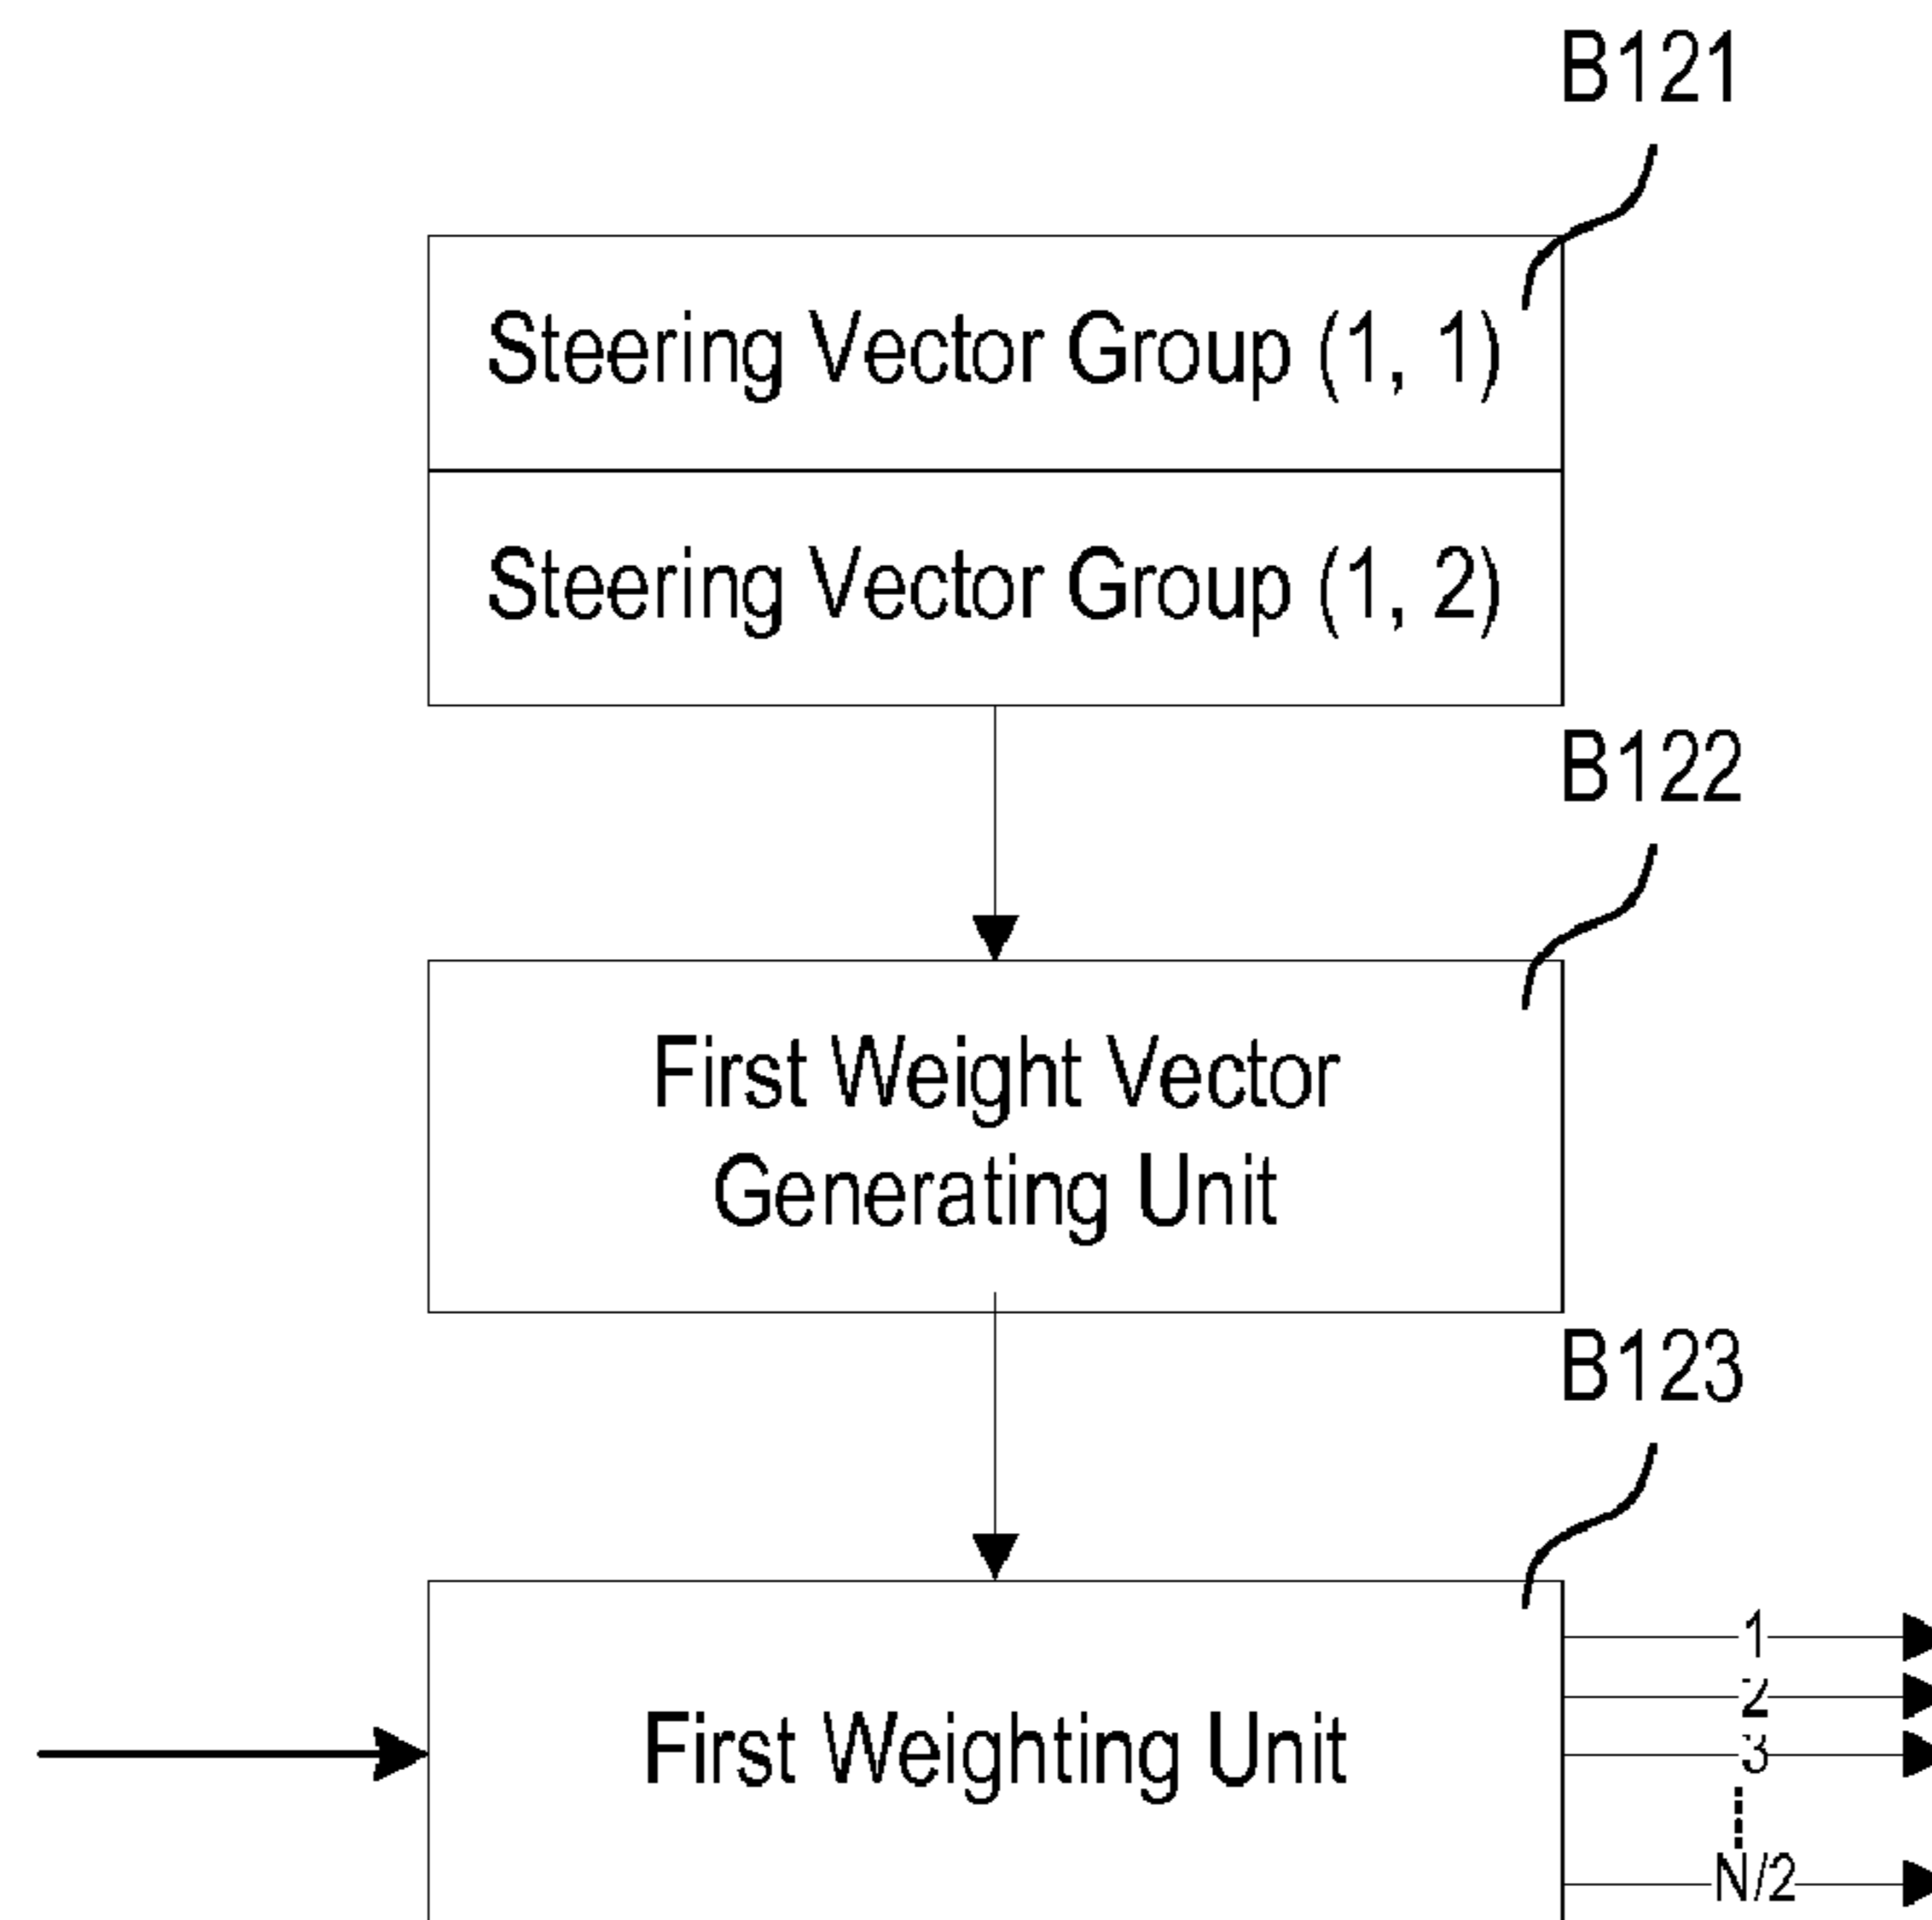 B121
Steering Vector Group (1, 1)
Steering Vector Group (1, 2)
B122
First Weight Vector
Generating Unit
B123
1
2
3
First Weighting Unit
N/2